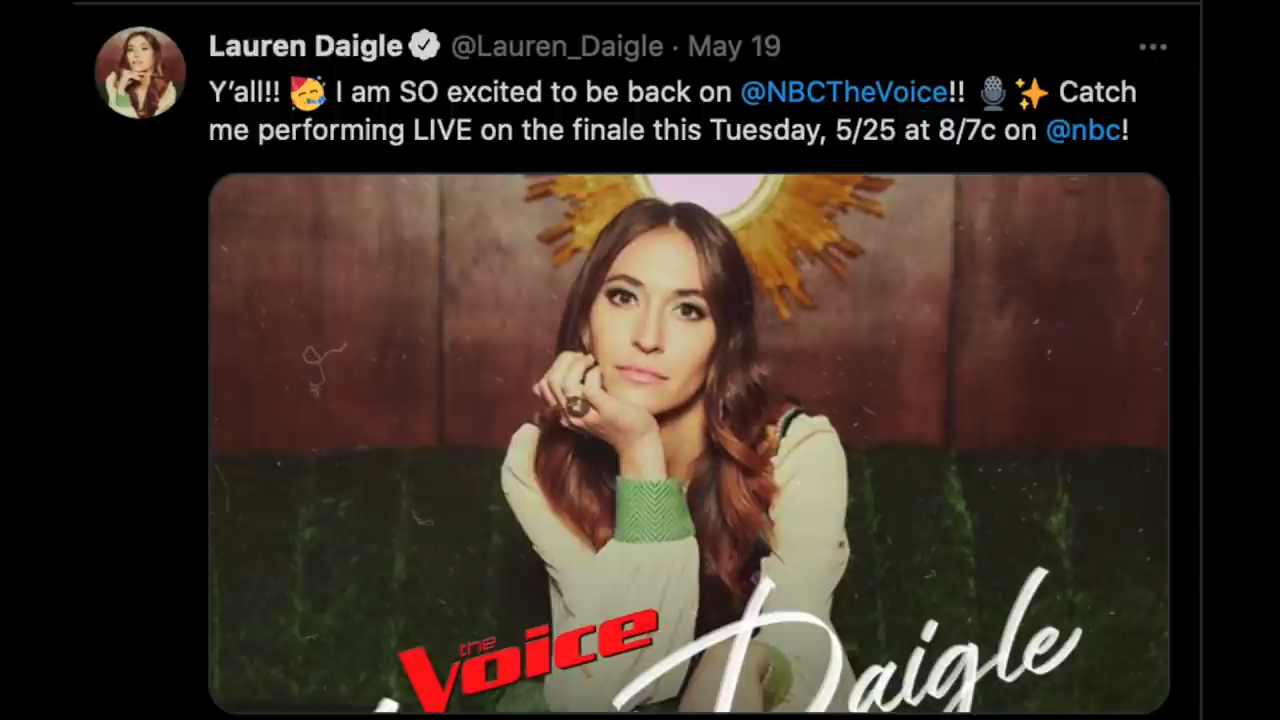 Lauren Daigle @Lauren_Daigle · May 19
Y'all!! 🥳 I am SO excited to be back on @NBCTheVoice!! 🎙✨ Catch
me performing LIVE on the finale this Tuesday, 5/25 at 8/7c on @nbc!
the
Voice
Daigle